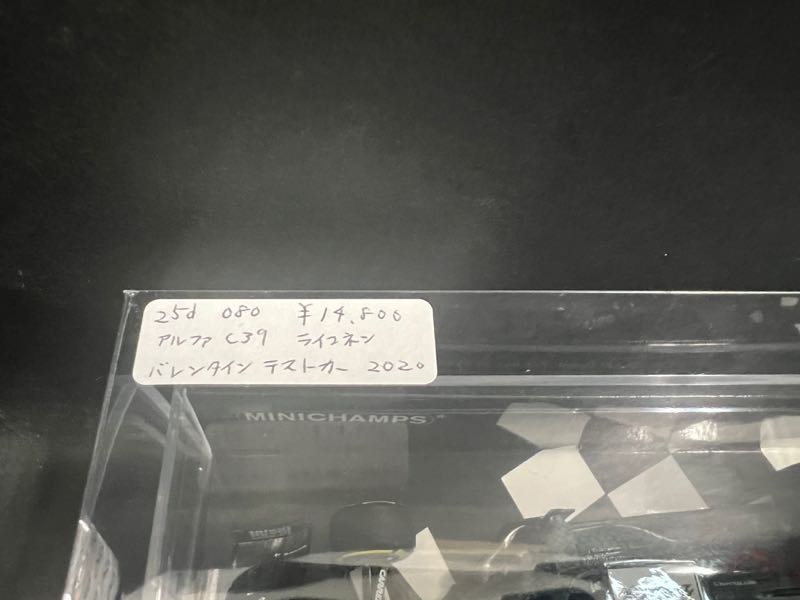 25d 080 ¥14,800
アルファ C39 ライコネン
バレンタイン テストカー 2020
MINICHAMPS